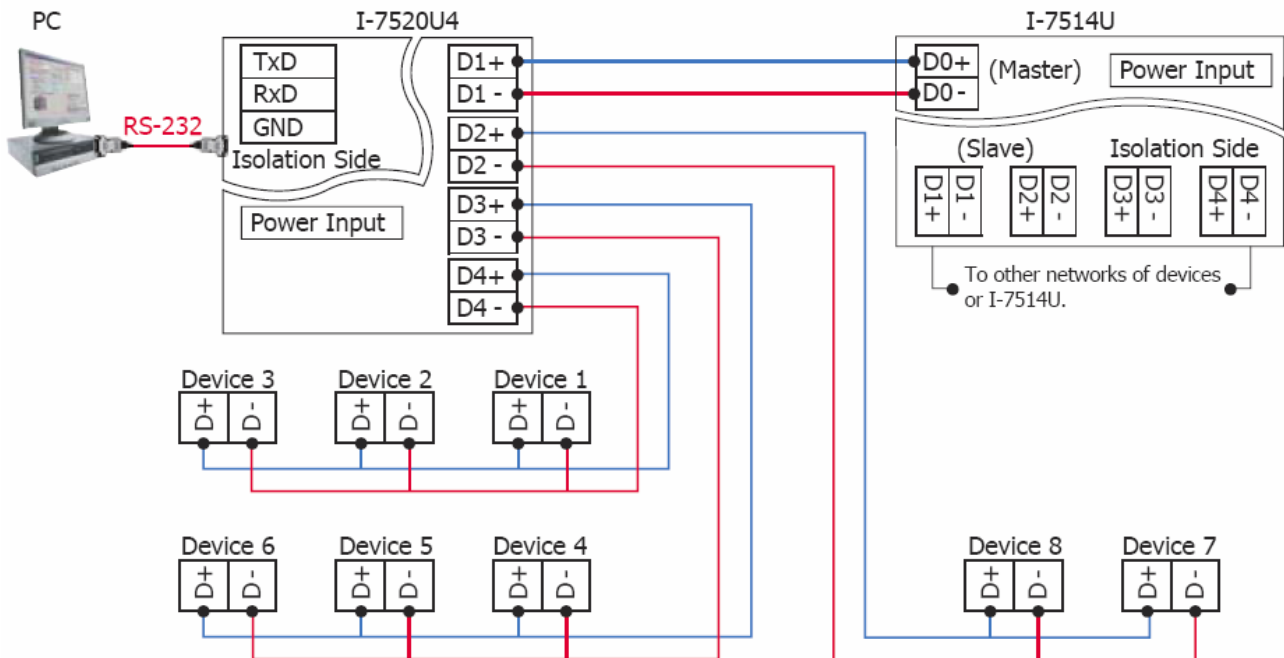 PC
I-7520U4
I-7514U
TxD
RxD
GND
Isolation Side
Power Input
RS-232
D1+
D1 -
D2+
D2 -
D3+
D3 -
D4+
D4 -
D0+
D0 -
(Master)
Power Input
(Slave)
Isolation Side
D1+
D1 -
D2+
D2 -
D3+
D3 -
D4+
D4 -
To other networks of devices
or I-7514U.
Device 3
D+
D-
Device 2
D+
D-
Device 1
D+
D-
Device 6
D+
D-
Device 5
D+
D-
Device 4
D+
D-
Device 8
D+
D-
Device 7
D+
D-